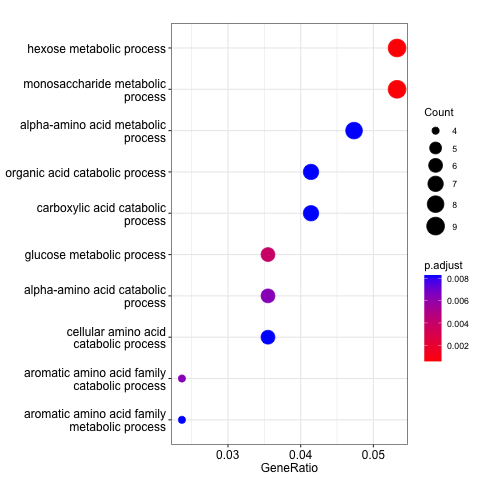 hexose metabolic process
monosaccharide metabolic
process
alpha-amino acid metabolic
process
organic acid catabolic process
carboxylic acid catabolic
process
glucose metabolic process
alpha-amino acid catabolic
process
cellular amino acid
catabolic process
aromatic amino acid family
catabolic process
aromatic amino acid family
metabolic process
0.03 0.04 0.05
GeneRatio
Count
4
5
6
7
8
9
p.adjust
0.008
0.006
0.004
0.002